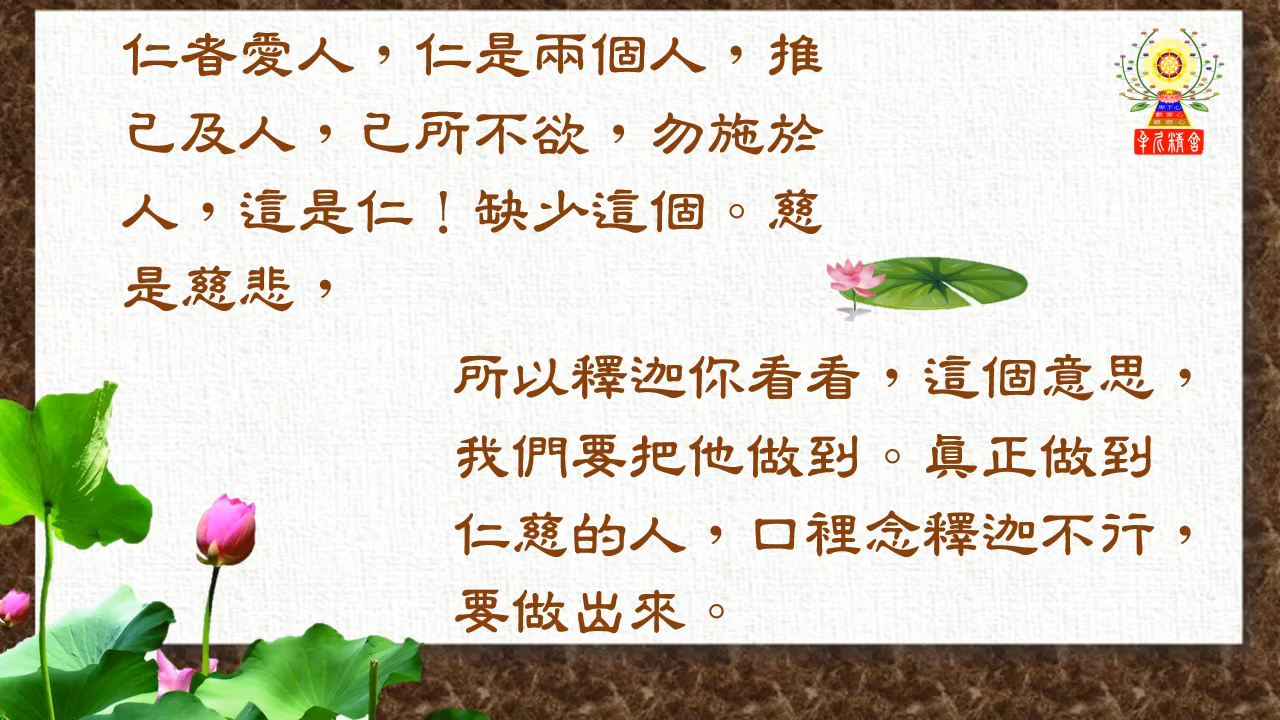 仁者愛人，仁是兩個人，推
己及人，己所不欲，勿施於
人，這是仁！缺少這個。慈
是慈悲，
所以釋迦你看看，這個意思，
我們要把他做到。真正做到
仁慈的人，口裡念釋迦不行，
要做出來。